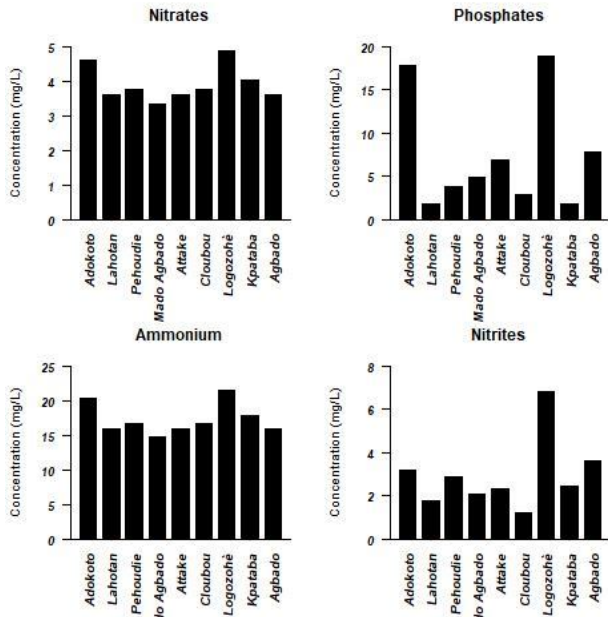 Nitrates
Concentration (mg/L)
5
4
3
2
1
0
Adokoto
Lahotan
Pehoudie
Mado Agbado
Attake
Cloubou
Logozohè
Kpataba
Agbado
Phosphates
Concentration (mg/L)
20
15
10
5
0
Adokoto
Lahotan
Pehoudie
Mado Agbado
Attake
Cloubou
Logozohè
Kpataba
Agbado
Ammonium
Concentration (mg/L)
25
20
15
10
5
0
Adokoto
Lahotan
Pehoudie
do Agbado
Attake
Cloubou
Logozohè
Kpataba
Agbado
Nitrites
Concentration (mg/L)
8
6
4
2
0
Adokoto
Lahotan
Pehoudie
do Agbado
Attake
Cloubou
Logozohè
Kpataba
Agbado